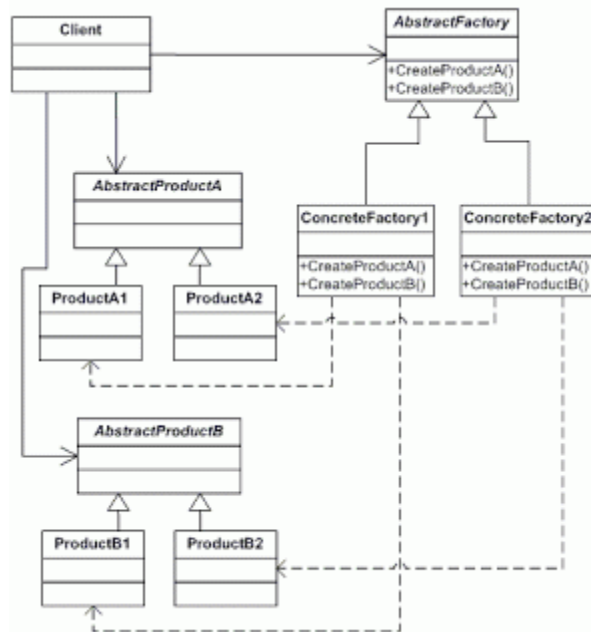 Client
AbstractFactory
+CreateProductA()
+CreateProductB()
AbstractProductA
ConcreteFactory1
+CreateProductA()
+CreateProductB()
ConcreteFactory2
+CreateProductA()
+CreateProductB()
ProductA1
ProductA2
AbstractProductB
ProductB1
ProductB2